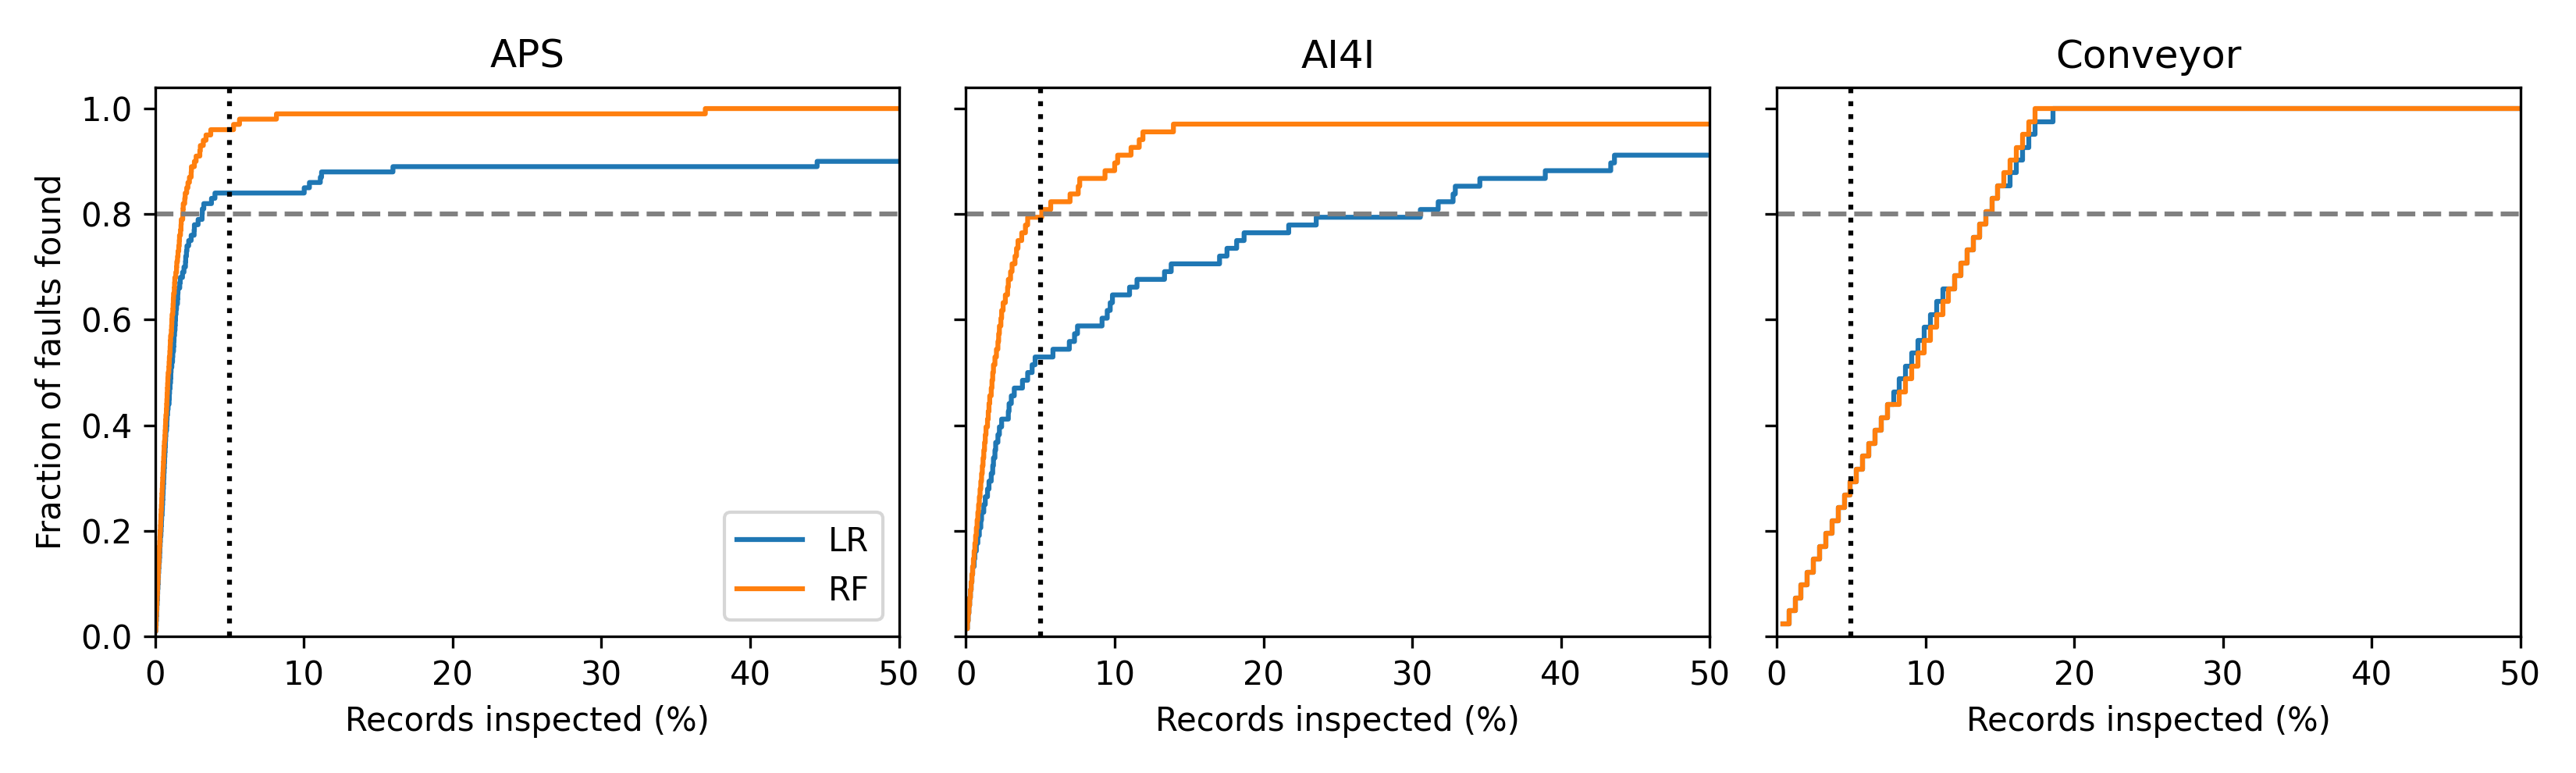 APS
AI4I
Conveyor
Fraction of faults found
1.0
0.8
0.6
0.4
0.2
0.0
LR
RF
0 10 20 30 40 50
0 10 20 30 40 50
0 10 20 30 40 50
Records inspected (%)
Records inspected (%)
Records inspected (%)